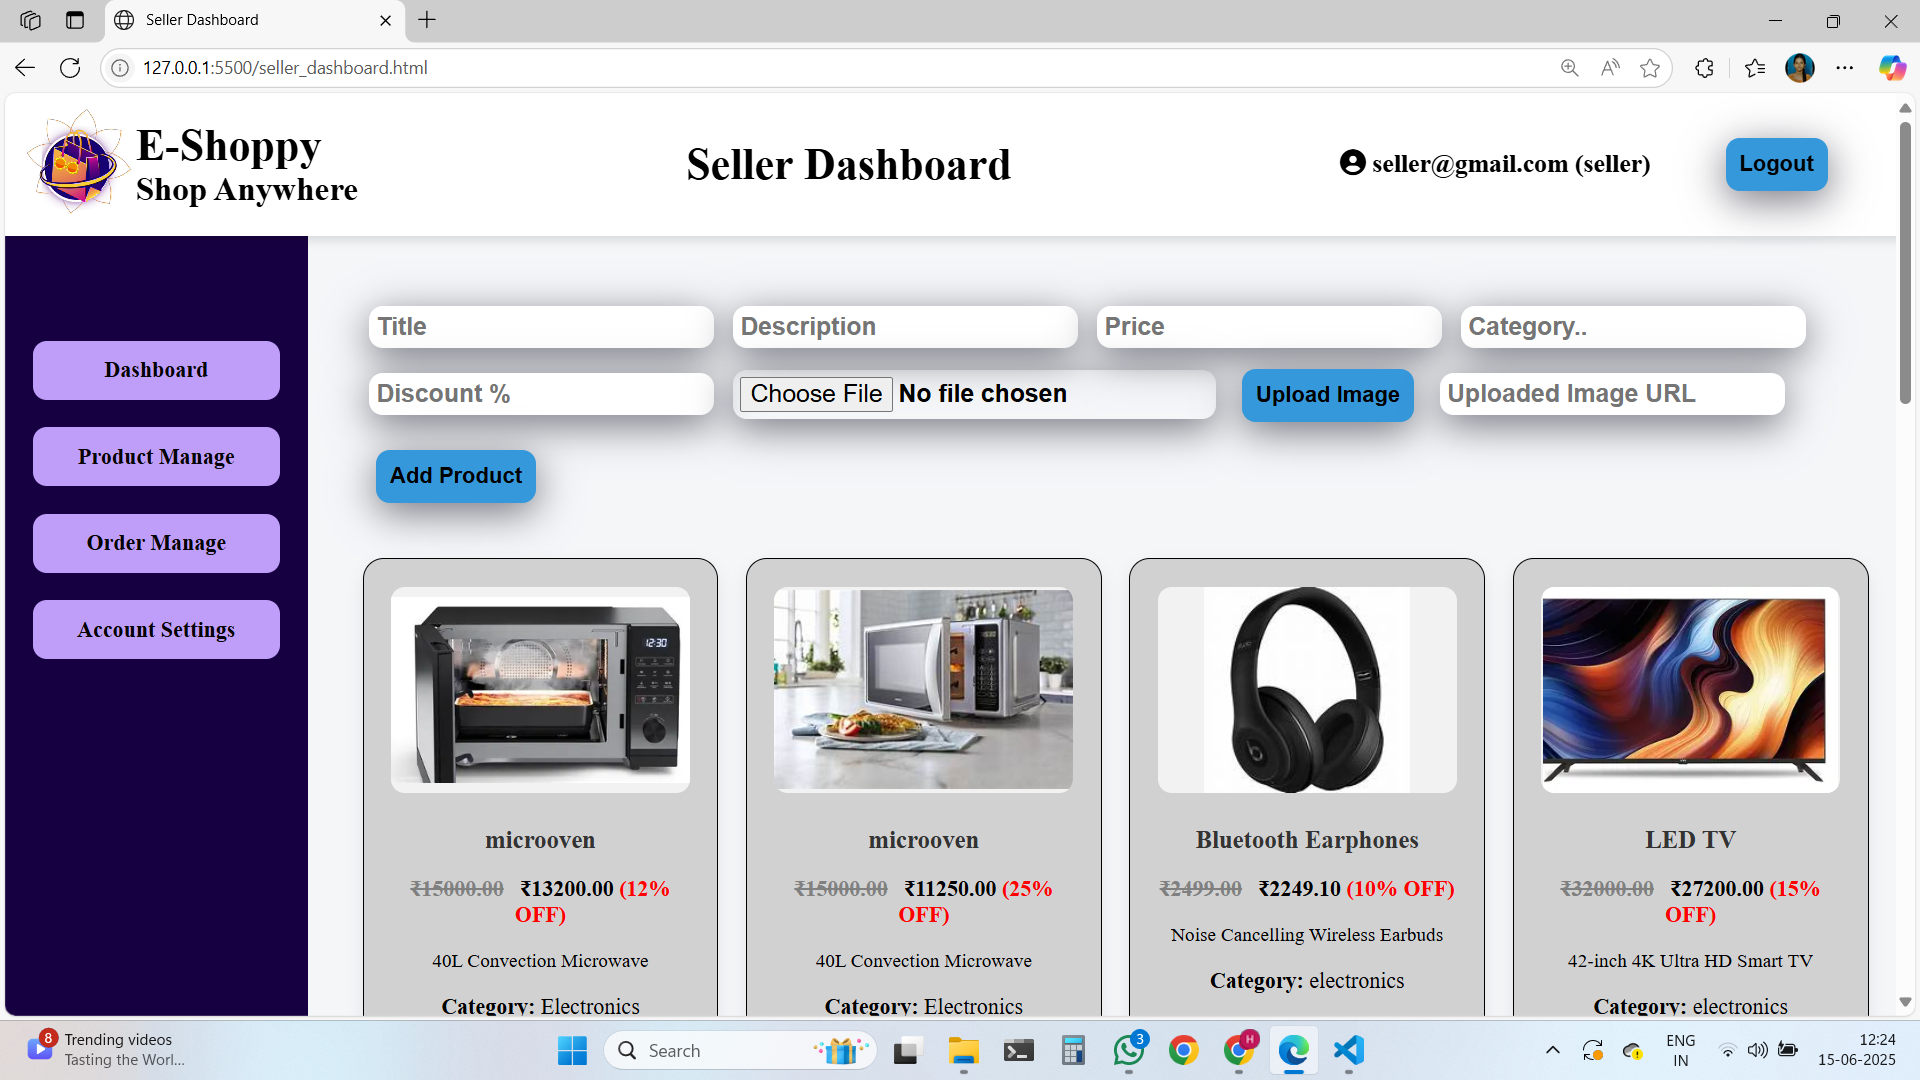 Seller Dashboard
127.0.0.1:5500/seller_dashboard.html
E-Shoppy
Shop Anywhere
Seller Dashboard
seller@gmail.com (seller)
Logout
Dashboard
Product Manage
Order Manage
Account Settings
Title
Description
Price
Category..
Discount %
Choose File No file chosen
Upload Image
Uploaded Image URL
Add Product
12:30
microoven
₹15000.00 ₹13200.00 (12%
OFF)
40L Convection Microwave
Category: Electronics
microoven
₹15000.00 ₹11250.00 (25%
OFF)
40L Convection Microwave
Category: Electronics
Bluetooth Earphones
₹2499.00 ₹2249.10 (10% OFF)
Noise Cancelling Wireless Earbuds
Category: electronics
LED TV
₹32000.00 ₹27200.00 (15%
OFF)
42-inch 4K Ultra HD Smart TV
Category: electronics
8
Trending videos
Tasting the Worl...
Search
3
H
ENG
IN
12:24
15-06-2025